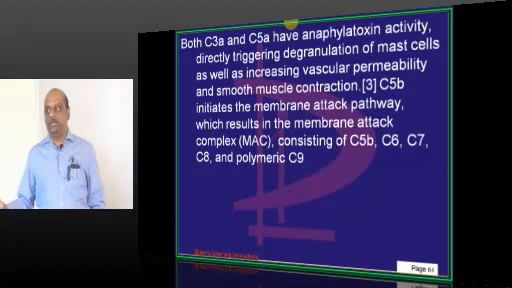 Both C3a and C5a have anaphylatoxin activity,
directly triggering degranulation of mast cells
as well as increasing vascular permeability
and smooth muscle contraction.[3] C5b
initiates the membrane attack pathway,
which results in the membrane attack
complex (MAC), consisting of C5b, C6, C7,
C8, and polymeric C9
Page 61